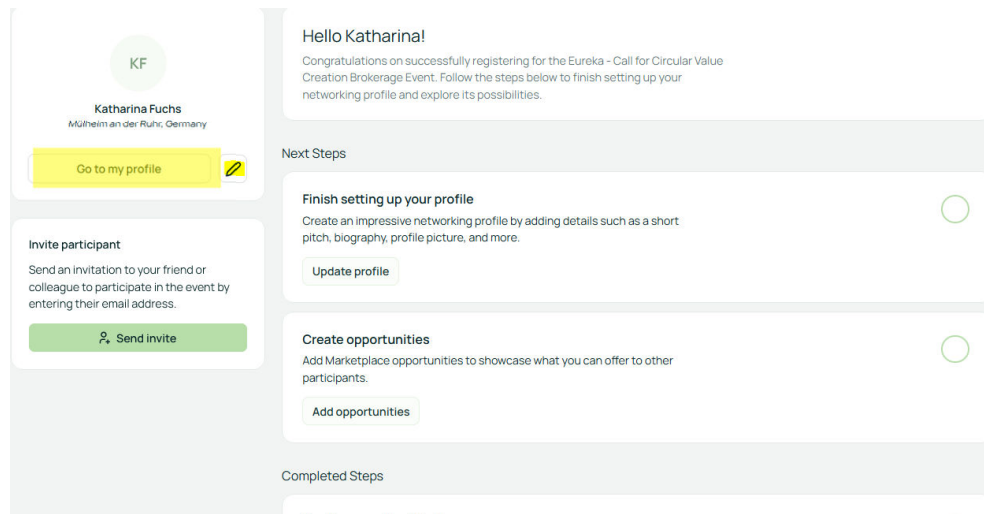 KF
Katharina Fuchs
Mülheim an der Ruhr, Germany
Go to my profile
Invite participant
Send an invitation to your friend or
colleague to participate in the event by
entering their email address.
Send invite
Hello Katharina!
Congratulations on successfully registering for the Eureka - Call for Circular Value
Creation Brokerage Event. Follow the steps below to finish setting up your
networking profile and explore its possibilities.
Next Steps
Finish setting up your profile
Create an impressive networking profile by adding details such as a short
pitch, biography, profile picture, and more.
Update profile
Create opportunities
Add Marketplace opportunities to showcase what you can offer to other
participants.
Add opportunities
Completed Steps